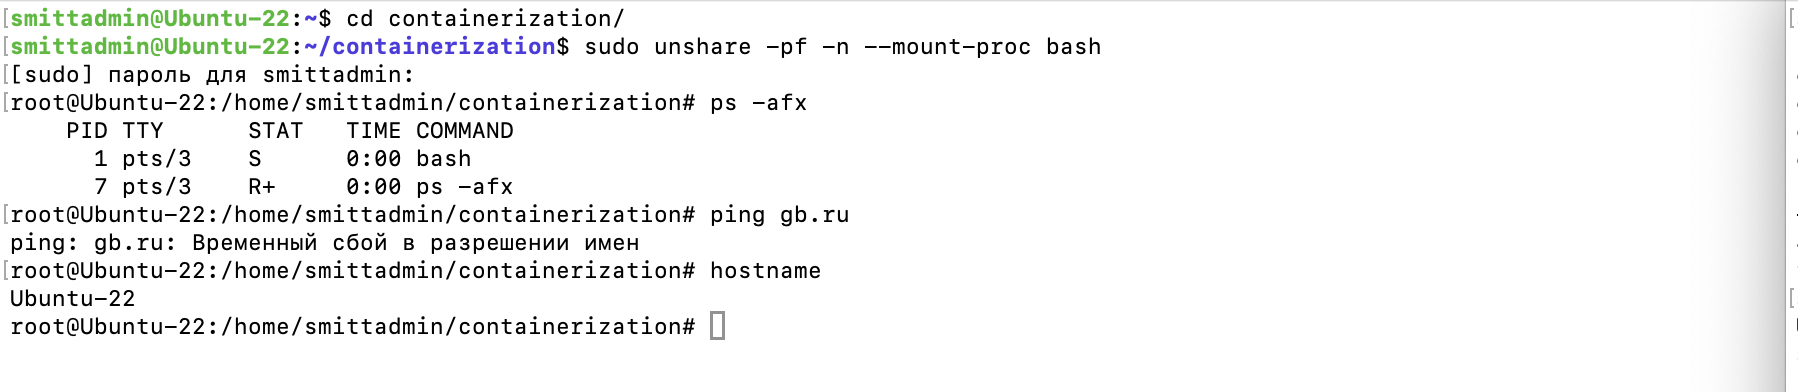 [smittadmin@Ubuntu-22:~$ cd containerization/
[smittadmin@Ubuntu-22:~/containerization$ sudo unshare -pf -n --mount-proc bash
[[sudo] пароль для smittadmin:
[root@Ubuntu-22:/home/smittadmin/containerization# ps -afx
    PID TTY      STAT   TIME COMMAND
      1 pts/3    S      0:00 bash
      7 pts/3    R+     0:00 ps -afx
[root@Ubuntu-22:/home/smittadmin/containerization# ping gb.ru
ping: gb.ru: Временный сбой в разрешении имен
[root@Ubuntu-22:/home/smittadmin/containerization# hostname
Ubuntu-22
root@Ubuntu-22:/home/smittadmin/containerization#